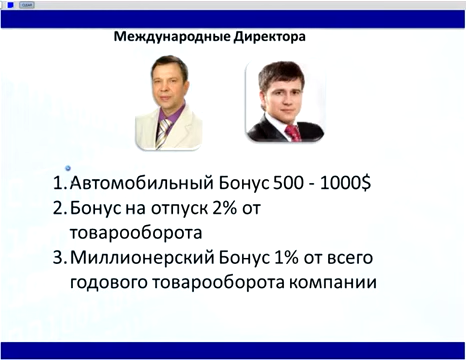 Международные Директора
1. Автомобильный Бонус 500 - 1000$
2. Бонус на отпуск 2% от
товарооборота
3. Миллионерский Бонус 1% от всего
годового товарооборота компании